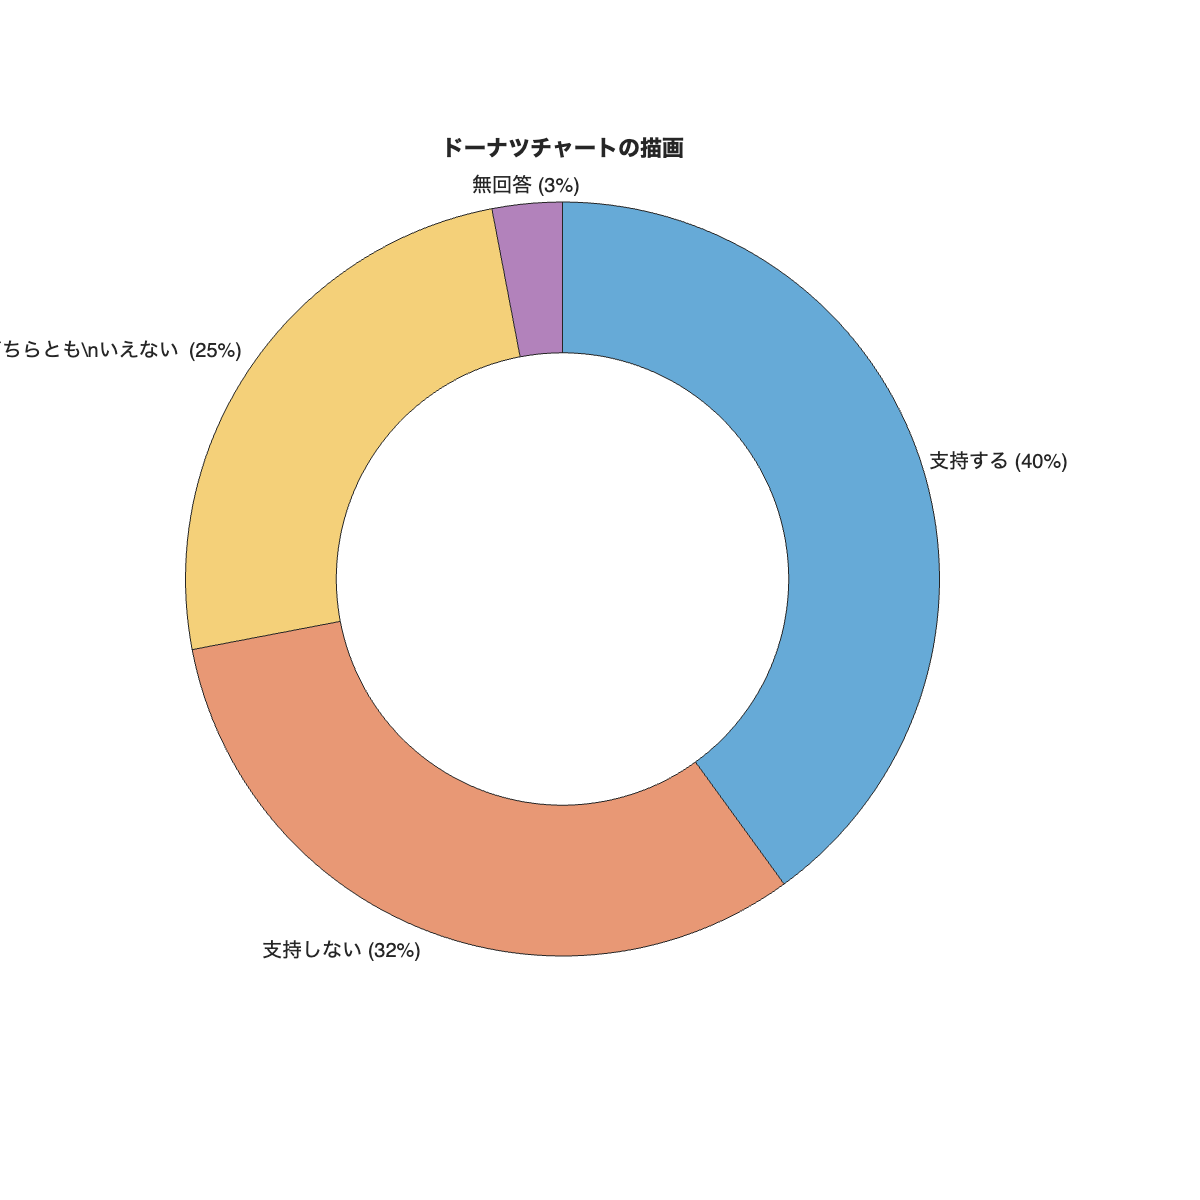 ドーナツチャートの描画
無回答 (3%)
ちらとも\nいえない (25%)
支持する (40%)
支持しない (32%)